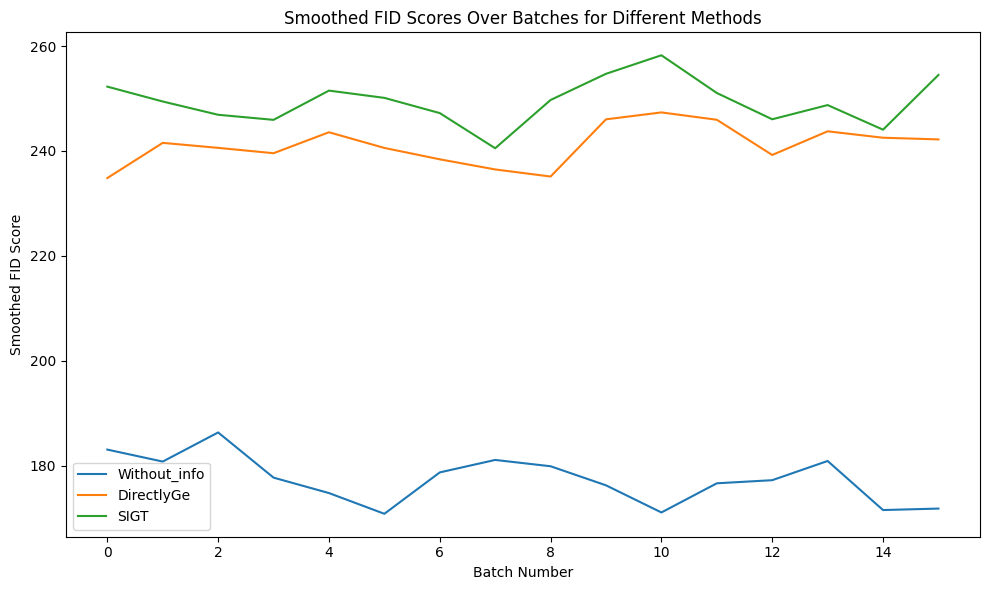 Smoothed FID Scores Over Batches for Different Methods
Smoothed FID Score
260
240
220
200
180
Without_info
DirectlyGe
SIGT
0 2 4 6 8 10 12 14
Batch Number